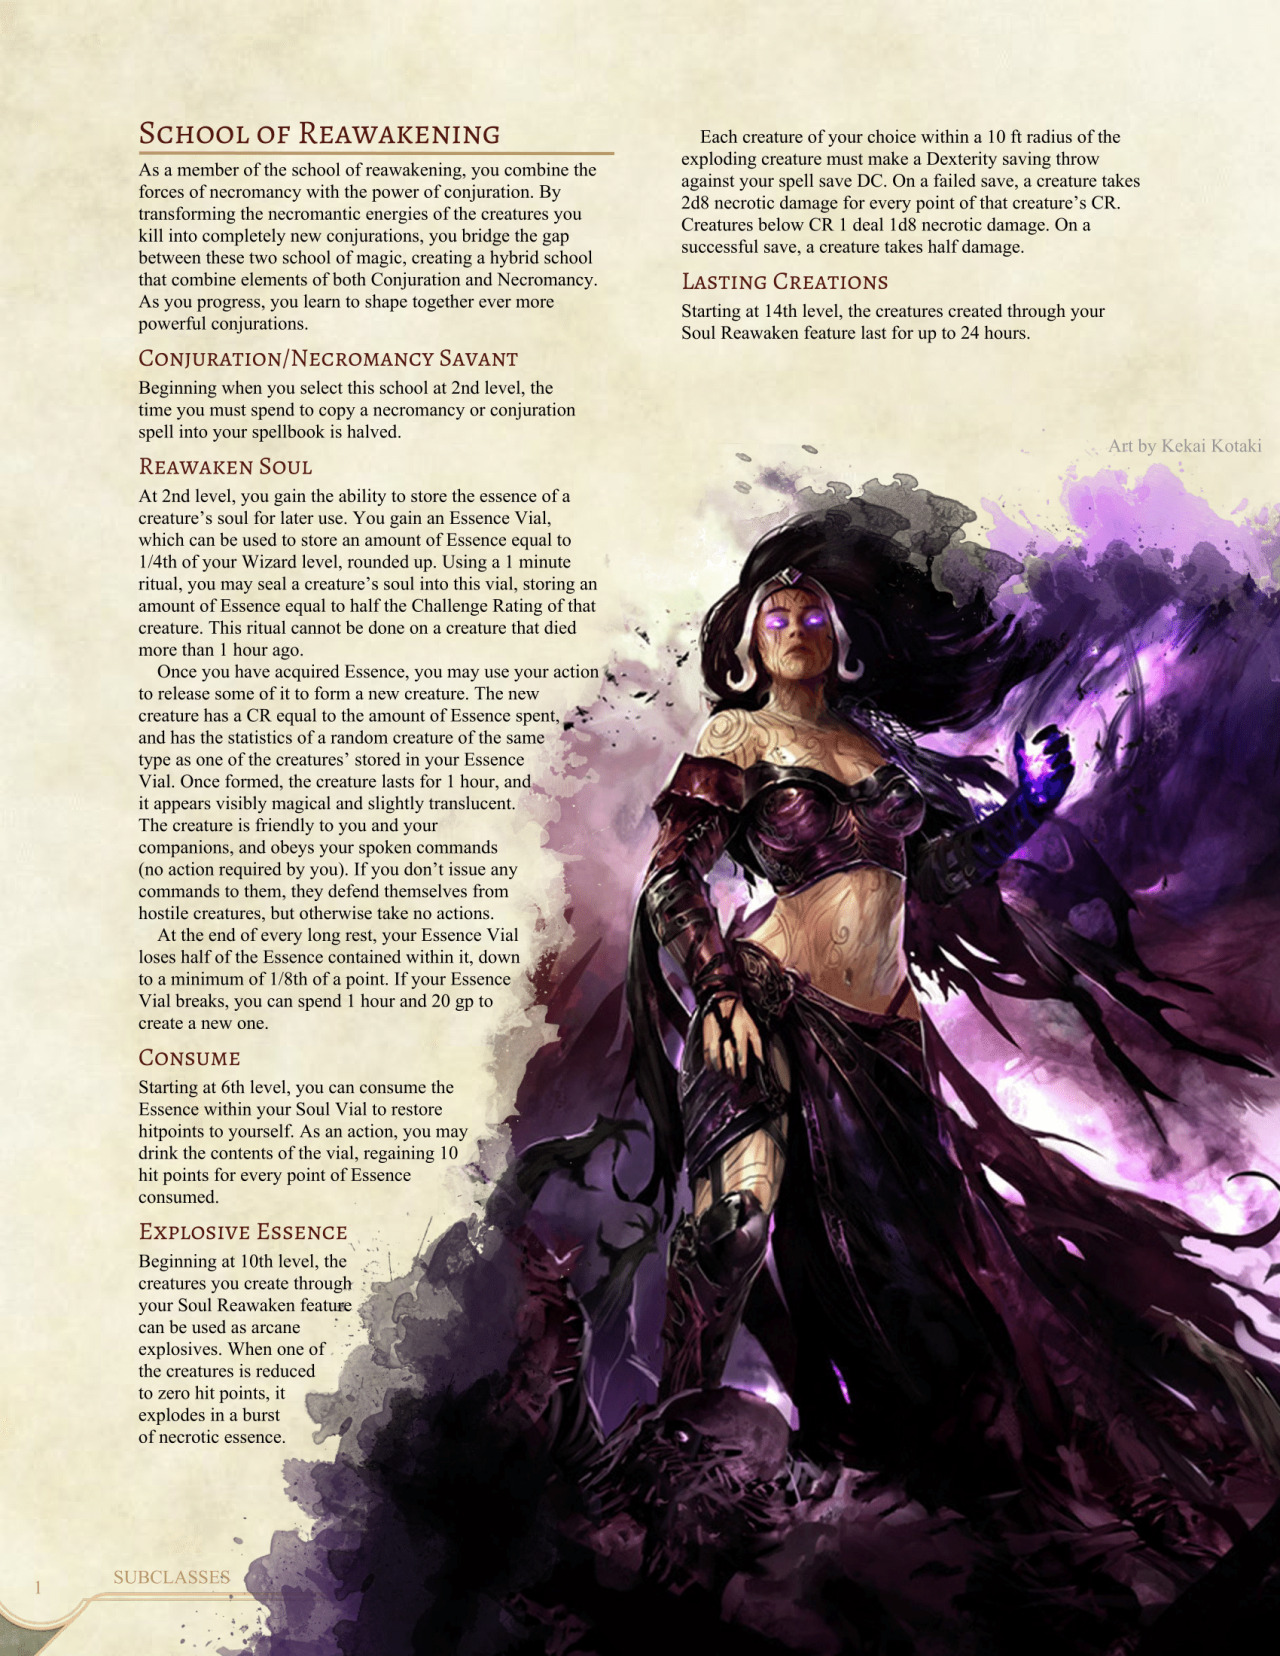 School of Reawakening
As a member of the school of reawakening, you combine the
forces of necromancy with the power of conjuration. By
transforming the necromantic energies of the creatures you
kill into completely new conjurations, you bridge the gap
between these two school of magic, creating a hybrid school
that combine elements of both Conjuration and Necromancy.
As you progress, you learn to shape together ever more
powerful conjurations.
Conjuration/Necromancy Savant
Beginning when you select this school at 2nd level, the
time you must spend to copy a necromancy or conjuration
spell into your spellbook is halved.
Reawaken Soul
At 2nd level, you gain the ability to store the essence of a
creature’s soul for later use. You gain an Essence Vial,
which can be used to store an amount of Essence equal to
1/4th of your Wizard level, rounded up. Using a 1 minute
ritual, you may seal a creature’s soul into this vial, storing an
amount of Essence equal to half the Challenge Rating of that
creature. This ritual cannot be done on a creature that died
more than 1 hour ago.
Once you have acquired Essence, you may use your action
to release some of it to form a new creature. The new
creature has a CR equal to the amount of Essence spent,
and has the statistics of a random creature of the same
type as one of the creatures’ stored in your Essence
Vial. Once formed, the creature lasts for 1 hour, and
it appears visibly magical and slightly translucent.
The creature is friendly to you and your
companions, and obeys your spoken commands
(no action required by you). If you don’t issue any
commands to them, they defend themselves from
hostile creatures, but otherwise take no actions.
At the end of every long rest, your Essence Vial
loses half of the Essence contained within it, down
to a minimum of 1/8th of a point. If your Essence
Vial breaks, you can spend 1 hour and 20 gp to
create a new one.
Consume
Starting at 6th level, you can consume the
Essence within your Soul Vial to restore
hitpoints to yourself. As an action, you may
drink the contents of the vial, regaining 10
hit points for every point of Essence
consumed.
Explosive Essence
Beginning at 10th level, the
creatures you create through
your Soul Reawaken feature
can be used as arcane
explosives. When one of
the creatures is reduced
to zero hit points, it
explodes in a burst
of necrotic essence.
Each creature of your choice within a 10 ft radius of the
exploding creature must make a Dexterity saving throw
against your spell save DC. On a failed save, a creature takes
2d8 necrotic damage for every point of that creature’s CR.
Creatures below CR 1 deal 1d8 necrotic damage. On a
successful save, a creature takes half damage.
Lasting Creations
Starting at 14th level, the creatures created through your
Soul Reawaken feature last for up to 24 hours.
Art by Kekai Kotaki
1
SUBCLASSES